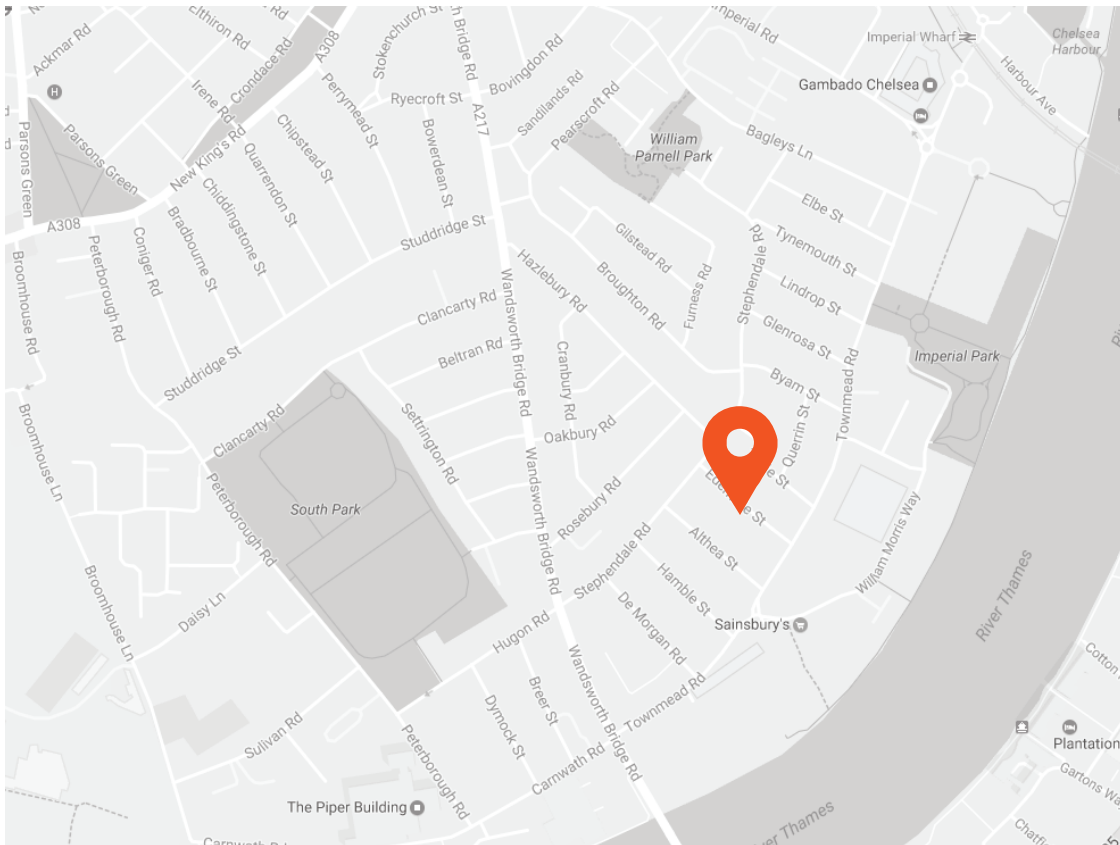 Elthiron Rd
Ackmar Rd
Irene Rd
Crondace Rd
A308
Stokenchurch St
Bridge Rd
Bovingdon Rd
Imperial Rd
Imperial Wharf
Chelsea
Harbour
Harbour Ave
Gambado Chelsea
H
Parsons Green
Parsons Green
New King's Rd
Perrymead St
Chipstead St
Quarrendon St
Chiddingstone St
Bradbourne St
Coniger Rd
Peterborough Rd
A308
Broomhouse Rd
Ryecroft St
A217
Bowerdean St
Sandilands Rd
Pearscroft Rd
William
Parnell Park
Bagleys Ln
Elbe St
Tynemouth St
Lindrop St
Glenrosa St
Byam St
Querrin St
Townmead Rd
Imperial Park
Studdridge St
Studdridge St
Hazlebury Rd
Broughton Rd
Gilstead Rd
Furness Rd
Stephendale Rd
Clancarty Rd
Clancarty Rd
Beltran Rd
Wandsworth Bridge Rd
Cranbury Rd
Settrington Rd
Oakbury Rd
Wandsworth Bridge Rd
Rosebury Rd
South Park
Peterborough Rd
Broomhouse Ln
Broomhouse Ln
Daisy Ln
Stephendale Rd
Althea St
Hamble St
De Morgan Rd
Sainsbury's
William Morris Way
River Thames
Hugon Rd
Wandsworth Bridge Rd
Breer St
Dymock St
Townmead Rd
Carnwath Rd
Sulivan Rd
Peterborough Rd
The Piper Building
River Thames
Cotton
Plantation
Gartons Wa